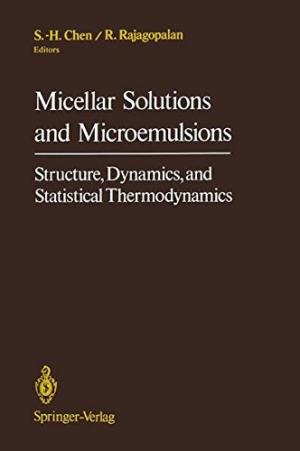 S.-H. Chen/R. Rajagopalan
Editors
Micellar Solutions
and Microemulsions
Structure, Dynamics, and
Statistical Thermodynamics
Springer-Verlag